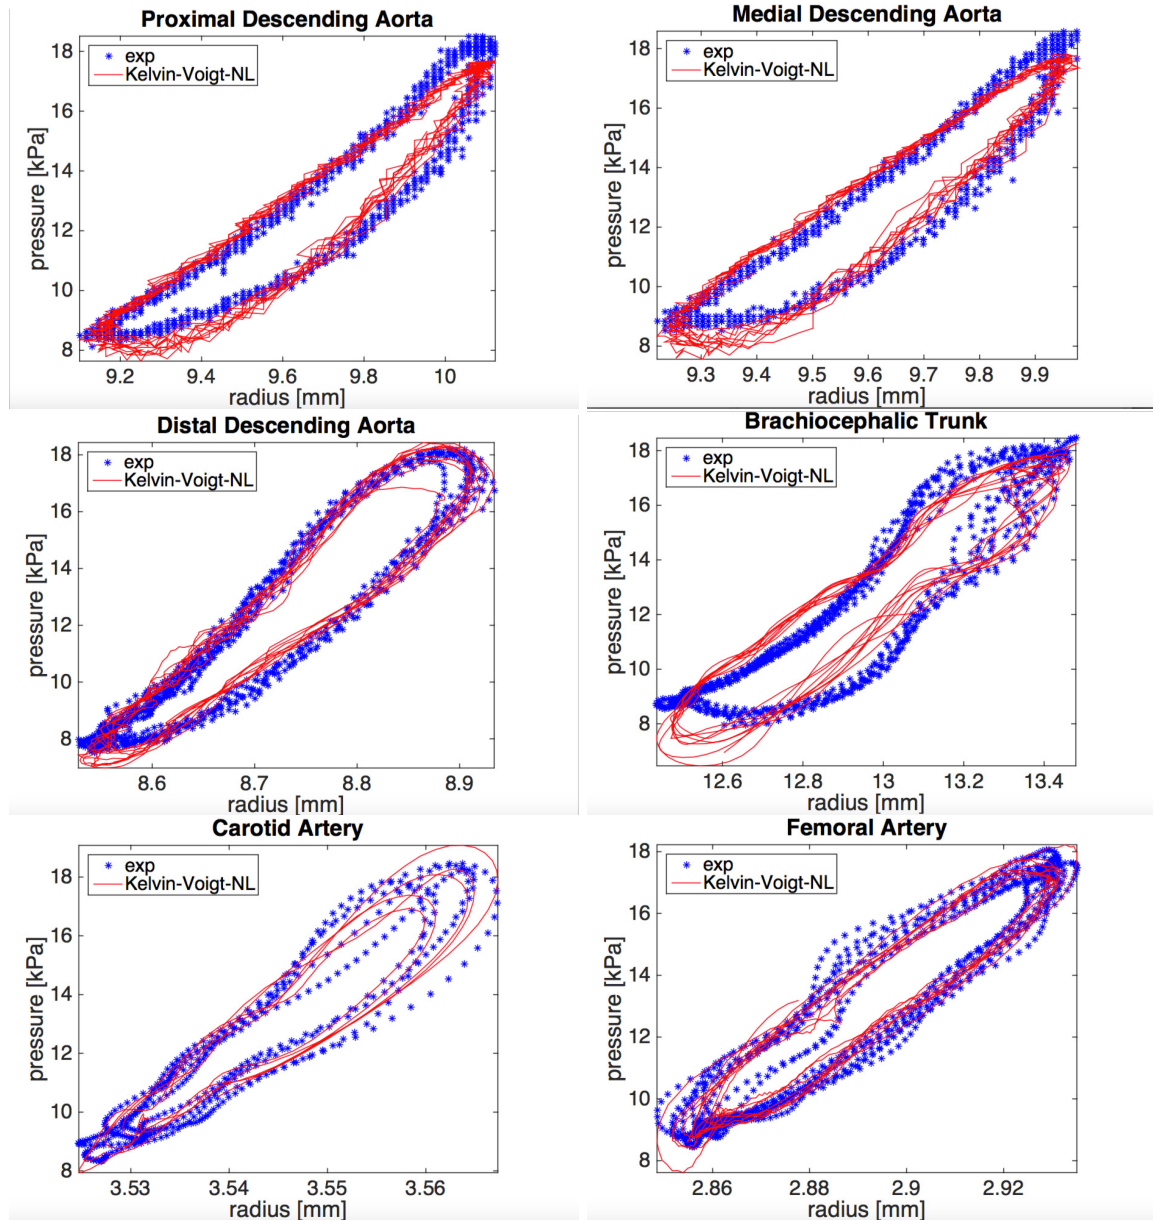 Proximal Descending Aorta
exp
Kelvin-Voigt-NL
pressure [kPa]
18
16
14
12
10
8
9.2
9.4
9.6
9.8
10
radius [mm]
Medial Descending Aorta
exp
Kelvin-Voigt-NL
pressure [kPa]
18
16
14
12
10
8
9.3
9.4
9.5
9.6
9.7
9.8
9.9
radius [mm]
Distal Descending Aorta
exp
Kelvin-Voigt-NL
pressure [kPa]
18
16
14
12
10
8
8.6
8.7
8.8
8.9
radius [mm]
Brachiocephalic Trunk
exp
Kelvin-Voigt-NL
pressure [kPa]
18
16
14
12
10
8
12.6
12.8
13
13.2
13.4
radius [mm]
Carotid Artery
exp
Kelvin-Voigt-NL
pressure [kPa]
18
16
14
12
10
8
3.53
3.54
3.55
3.56
radius [mm]
Femoral Artery
exp
Kelvin-Voigt-NL
pressure [kPa]
18
16
14
12
10
8
2.86
2.88
2.9
2.92
radius [mm]